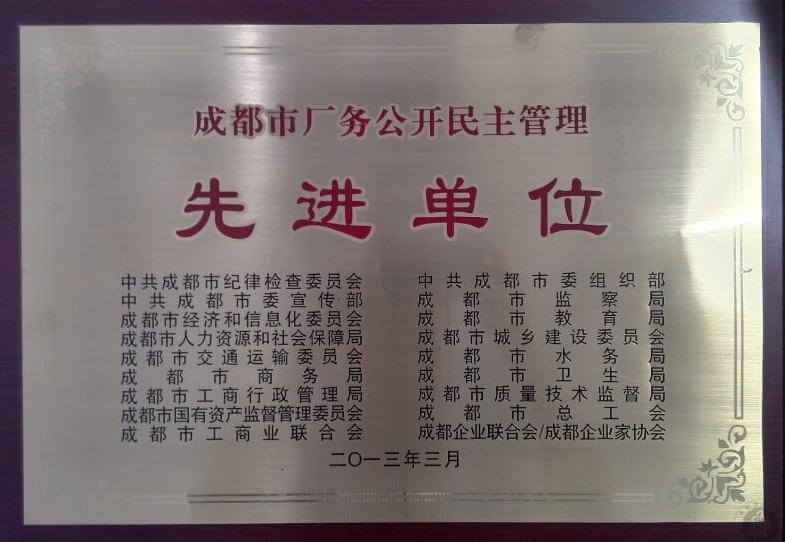 成都市厂务公开民主管理
先进单位
中共成都市纪律检查委员会 中共成都市委组织部
中共成都市委宣传部 成都市监察局
成都市经济和信息化委员会 成都市教育局
成都市人力资源和社会保障局 成都市城乡建设委员会
成都市交通运输委员会 成都市水务局
成都市商务局 成都市卫生局
成都市工商行政管理局 成都市质量技术监督局
成都市国有资产监督管理委员会 成都市总工会
成都市工商业联合会 成都企业联合会/成都企业家协会
二〇一三年三月